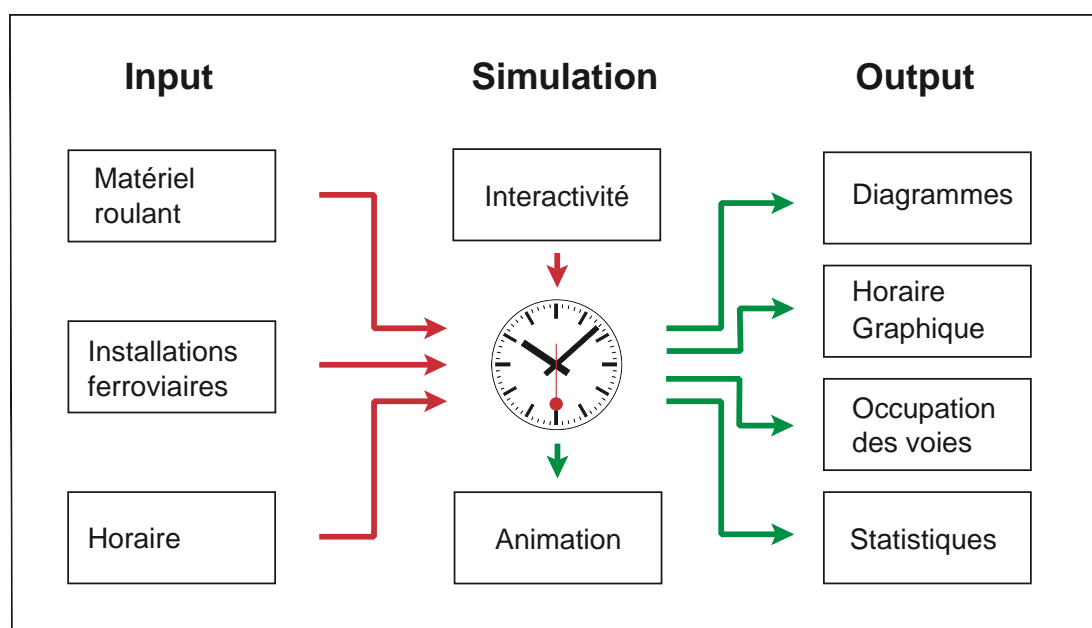 Input
Matériel
roulant
Installations
ferroviaires
Horaire
Simulation
Interactivité
Animation
Output
Diagrammes
Horaire
Graphique
Occupation
des voies
Statistiques